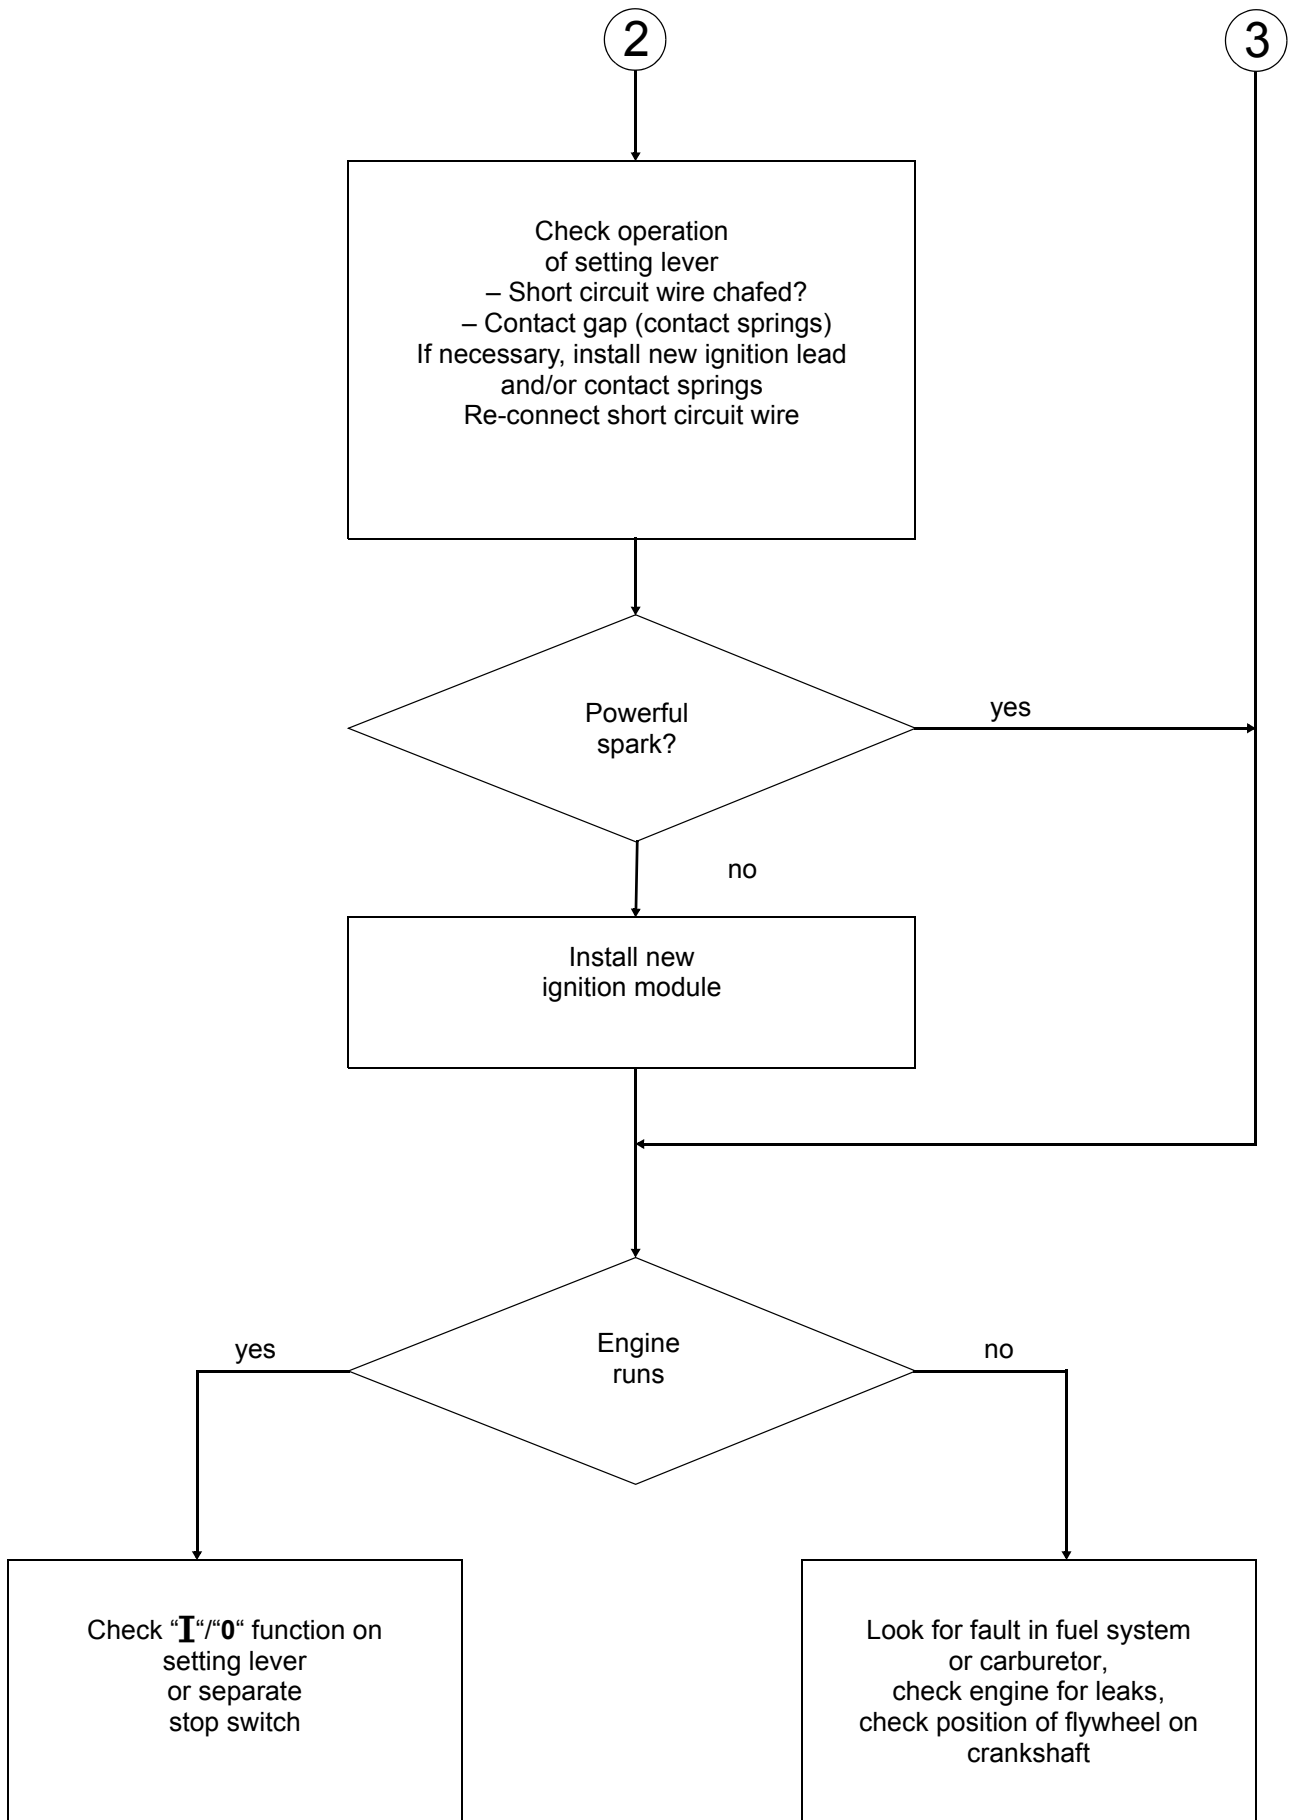 2
3
Check operation
of setting lever
– Short circuit wire chafed?
– Contact gap (contact springs)
If necessary, install new ignition lead
and/or contact springs
Re-connect short circuit wire
Powerful
spark?
yes
no
Install new
ignition module
Engine
runs
yes
no
Check “I“/“0“ function on
setting lever
or separate
stop switch
Look for fault in fuel system
or carburetor,
check engine for leaks,
check position of flywheel on
crankshaft